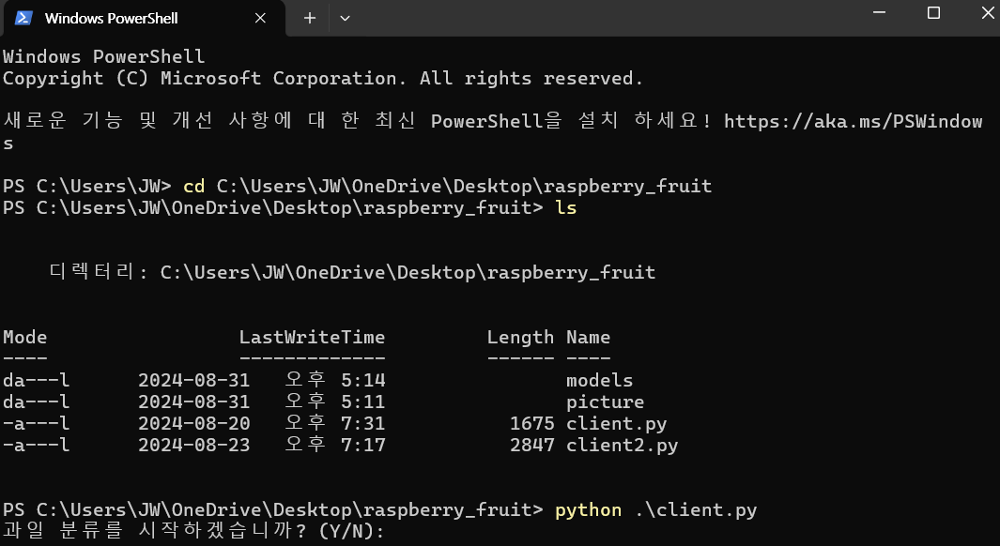 Windows PowerShell
Windows PowerShell
Copyright (C) Microsoft Corporation. All rights reserved.
새로운 기능 및 개선 사항에 대 한 최신 PowerShell을 설치 하세요! https://aka.ms/PSWindow
s
PS C:\Users\JW> cd C:\Users\JW\OneDrive\Desktop\raspberry_fruit
PS C:\Users\JW\OneDrive\Desktop\raspberry_fruit> ls
디렉터리: C:\Users\JW\OneDrive\Desktop\raspberry_fruit
Mode LastWriteTime Length Name
---- ------------- ------ ----
da---l 2024-08-31 오후 5:14 models
da---l 2024-08-31 오후 5:11 picture
-a---l 2024-08-20 오후 7:31 1675 client.py
-a---l 2024-08-23 오후 7:17 2847 client2.py
PS C:\Users\JW\OneDrive\Desktop\raspberry_fruit> python .\client.py
과일 분류를 시작하겠습니까? (Y/N):